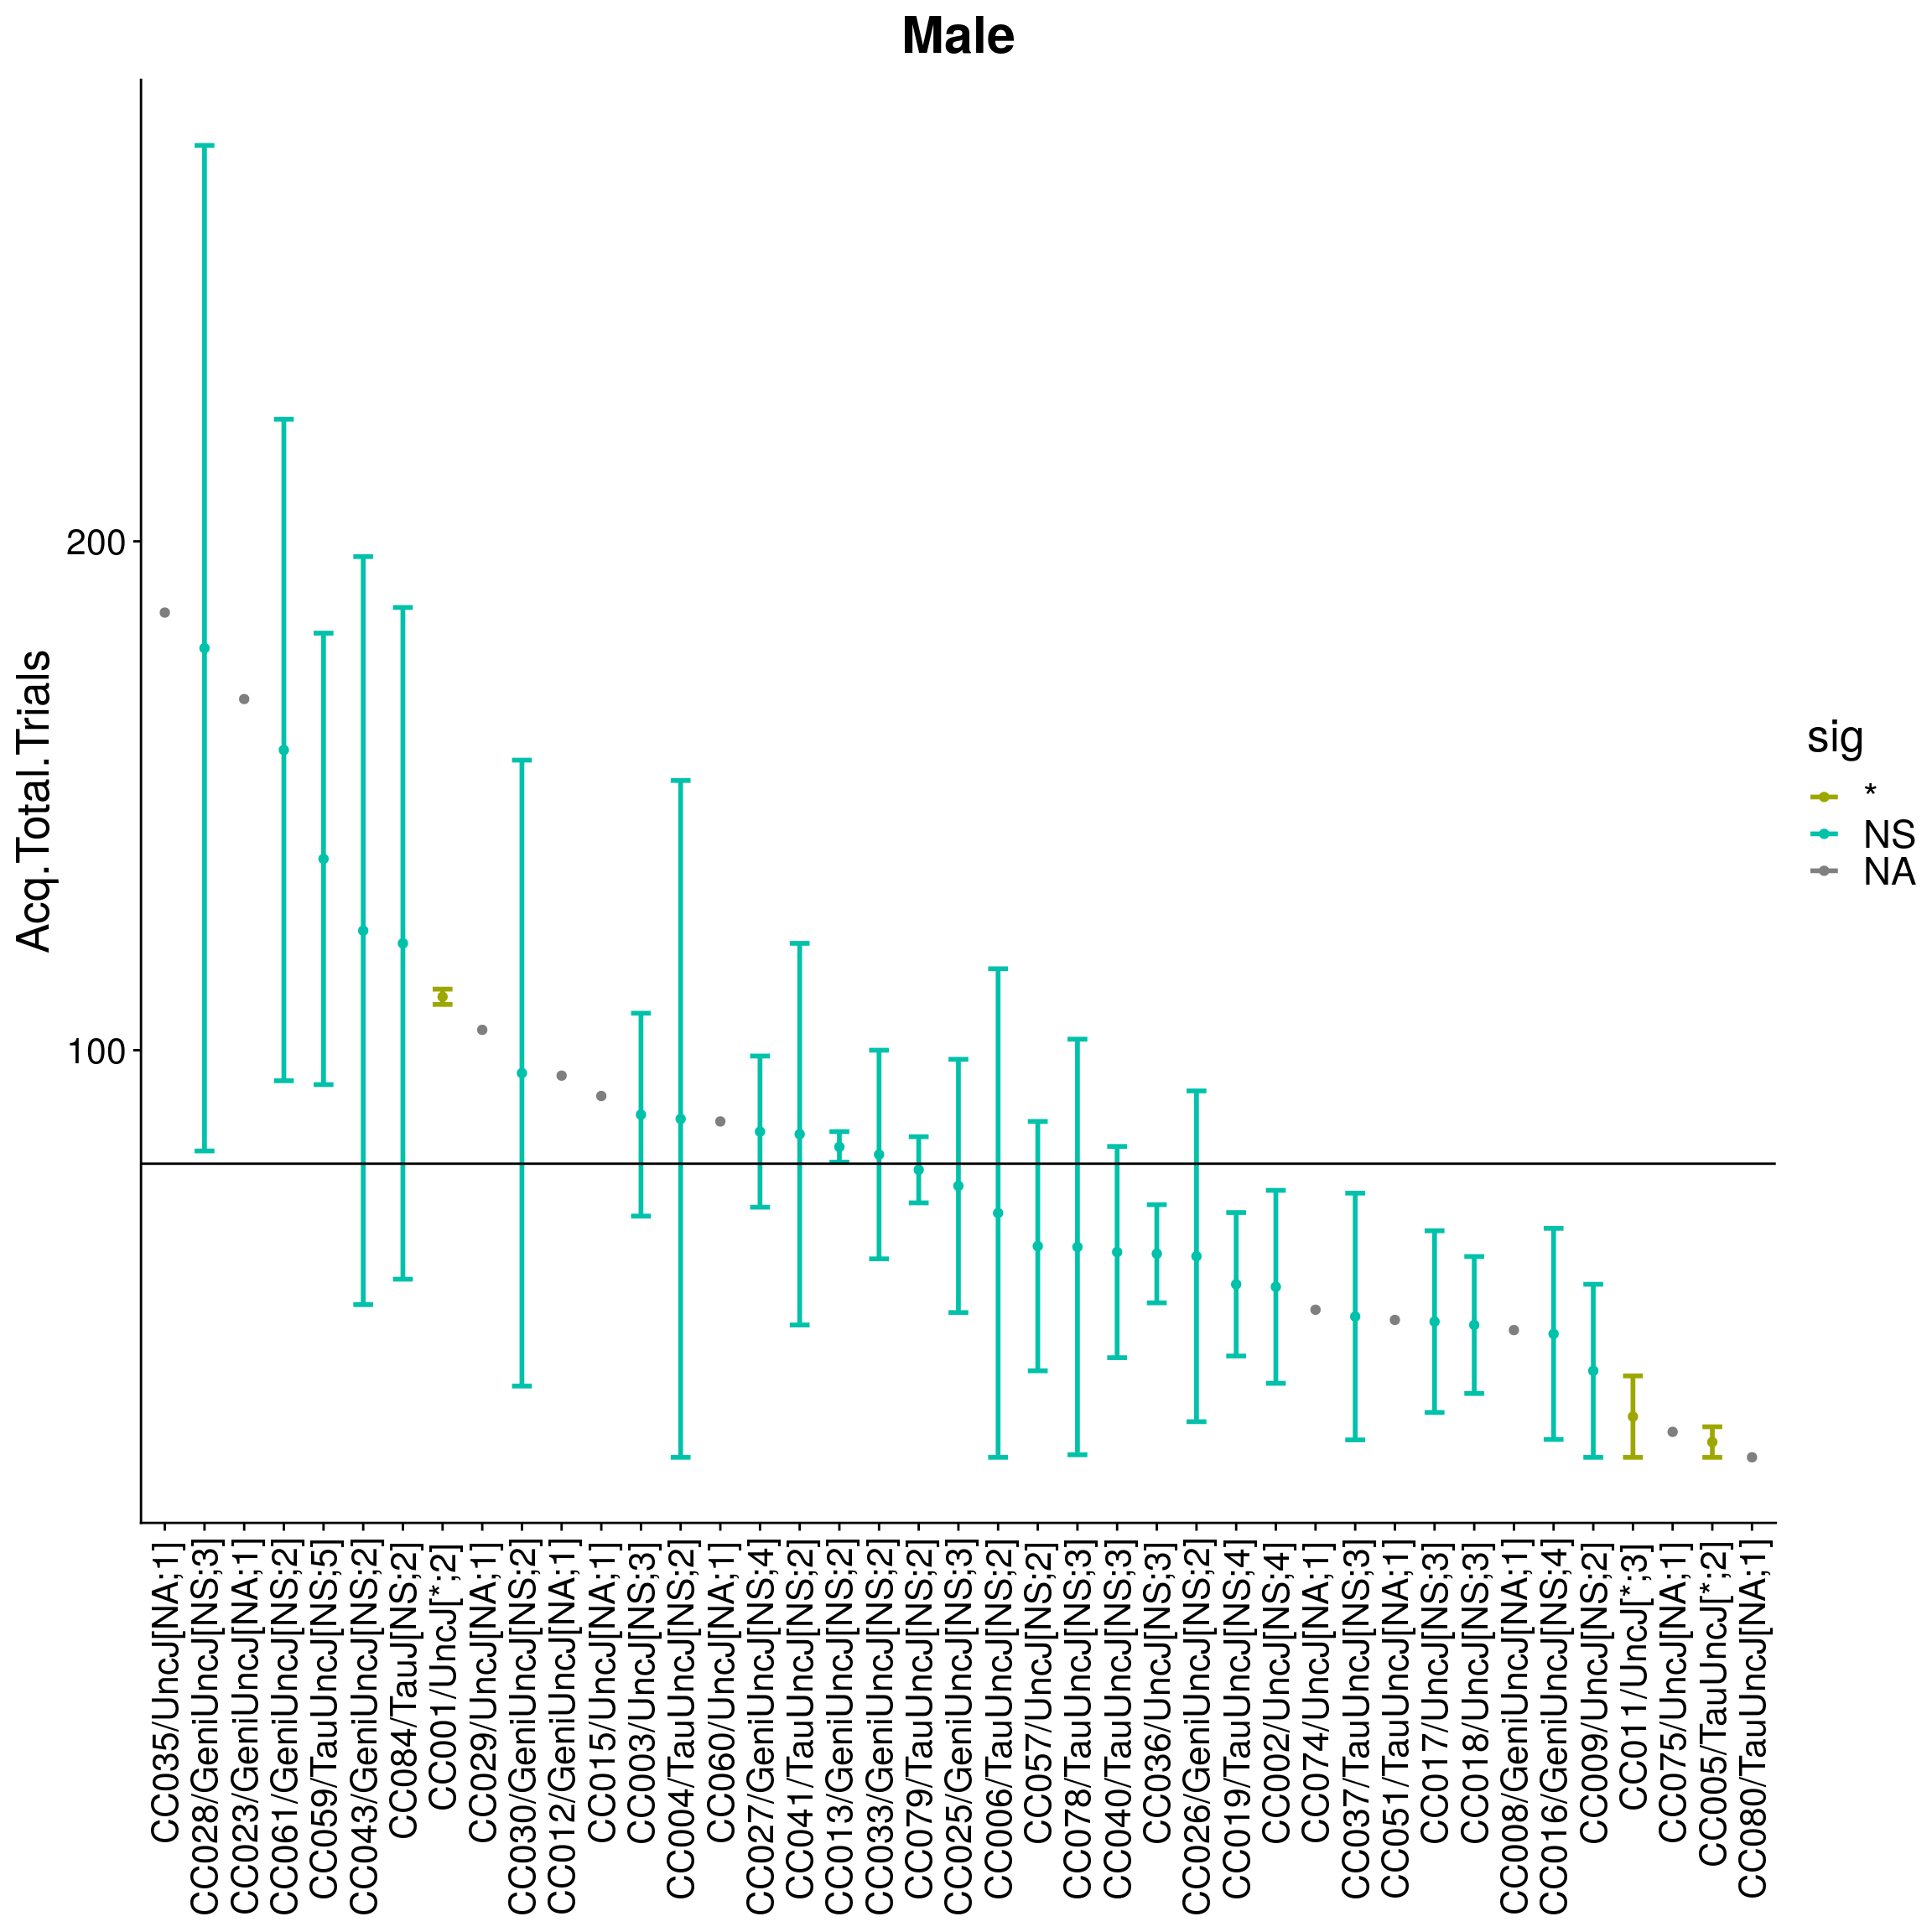 Male
Acq.Total.Trials
200
100
sig
*
NS
NA
CC035/UncJ[NA;1]
CC028/GeniUncJ[NS;3]
CC023/GeniUncJ[NA;1]
CC061/GeniUncJ[NS;2]
CC059/TauUncJ[NS;5]
CC043/GeniUncJ[NS;2]
CC084/TauJ[NS;2]
CC001/UncJ[*;2]
CC029/UncJ[NA;1]
CC030/GeniUncJ[NS;2]
CC012/GeniUncJ[NA;1]
CC015/UncJ[NA;1]
CC003/UncJ[NS;3]
CC004/TauUncJ[NS;2]
CC060/UncJ[NA;1]
CC027/GeniUncJ[NS;4]
CC041/TauUncJ[NS;2]
CC013/GeniUncJ[NS;2]
CC033/GeniUncJ[NS;2]
CC079/TauUncJ[NS;2]
CC025/GeniUncJ[NS;3]
CC006/TauUncJ[NS;2]
CC057/UncJ[NS;2]
CC078/TauUncJ[NS;3]
CC040/TauUncJ[NS;3]
CC036/UncJ[NS;3]
CC026/GeniUncJ[NS;2]
CC019/TauUncJ[NS;4]
CC002/UncJ[NS;4]
CC074/UncJ[NA;1]
CC037/TauUncJ[NS;3]
CC051/TauUncJ[NA;1]
CC017/UncJ[NS;3]
CC018/UncJ[NS;3]
CC008/GeniUncJ[NA;1]
CC016/GeniUncJ[NS;4]
CC009/UncJ[NS;2]
CC011/UncJ[*;3]
CC075/UncJ[NA;1]
CC005/TauUncJ[*;2]
CC080/TauUncJ[NA;1]